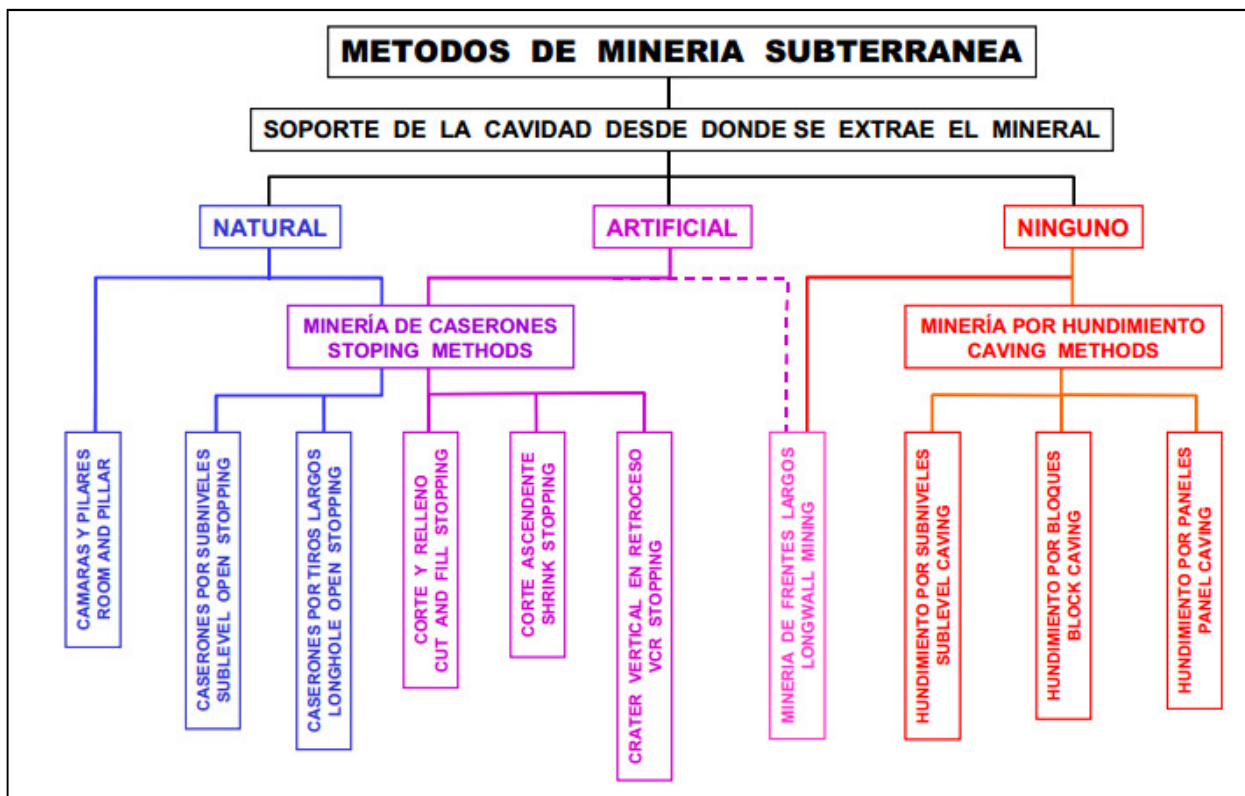 METODOS DE MINERIA SUBTERRANEA
SOPORTE DE LA CAVIDAD DESDE DONDE SE EXTRAE EL MINERAL
NATURAL
ARTIFICIAL
NINGUNO
MINERÍA DE CASERONES
STOPING METHODS
MINERÍA POR HUNDIMIENTO
CAVING METHODS
CAMARAS Y PILARES
ROOM AND PILLAR
CASERONES POR SUBNIVELES
SUBLEVEL OPEN STOPPING
CASERONES POR TIROS LARGOS
LONGHOLE OPEN STOPPING
CORTE Y RELLENO
CUT AND FILL STOPPING
CORTE ASCENDENTE
SHRINK STOPPING
CRATER VERTICAL EN RETROCESO
VCR STOPPING
MINERIA DE FRENTES LARGOS
LONGWALL MINING
HUNDIMIENTO POR SUBNIVELES
SUBLEVEL CAVING
HUNDIMIENTO POR BLOQUES
BLOCK CAVING
HUNDIMIENTO POR PANELES
PANEL CAVING